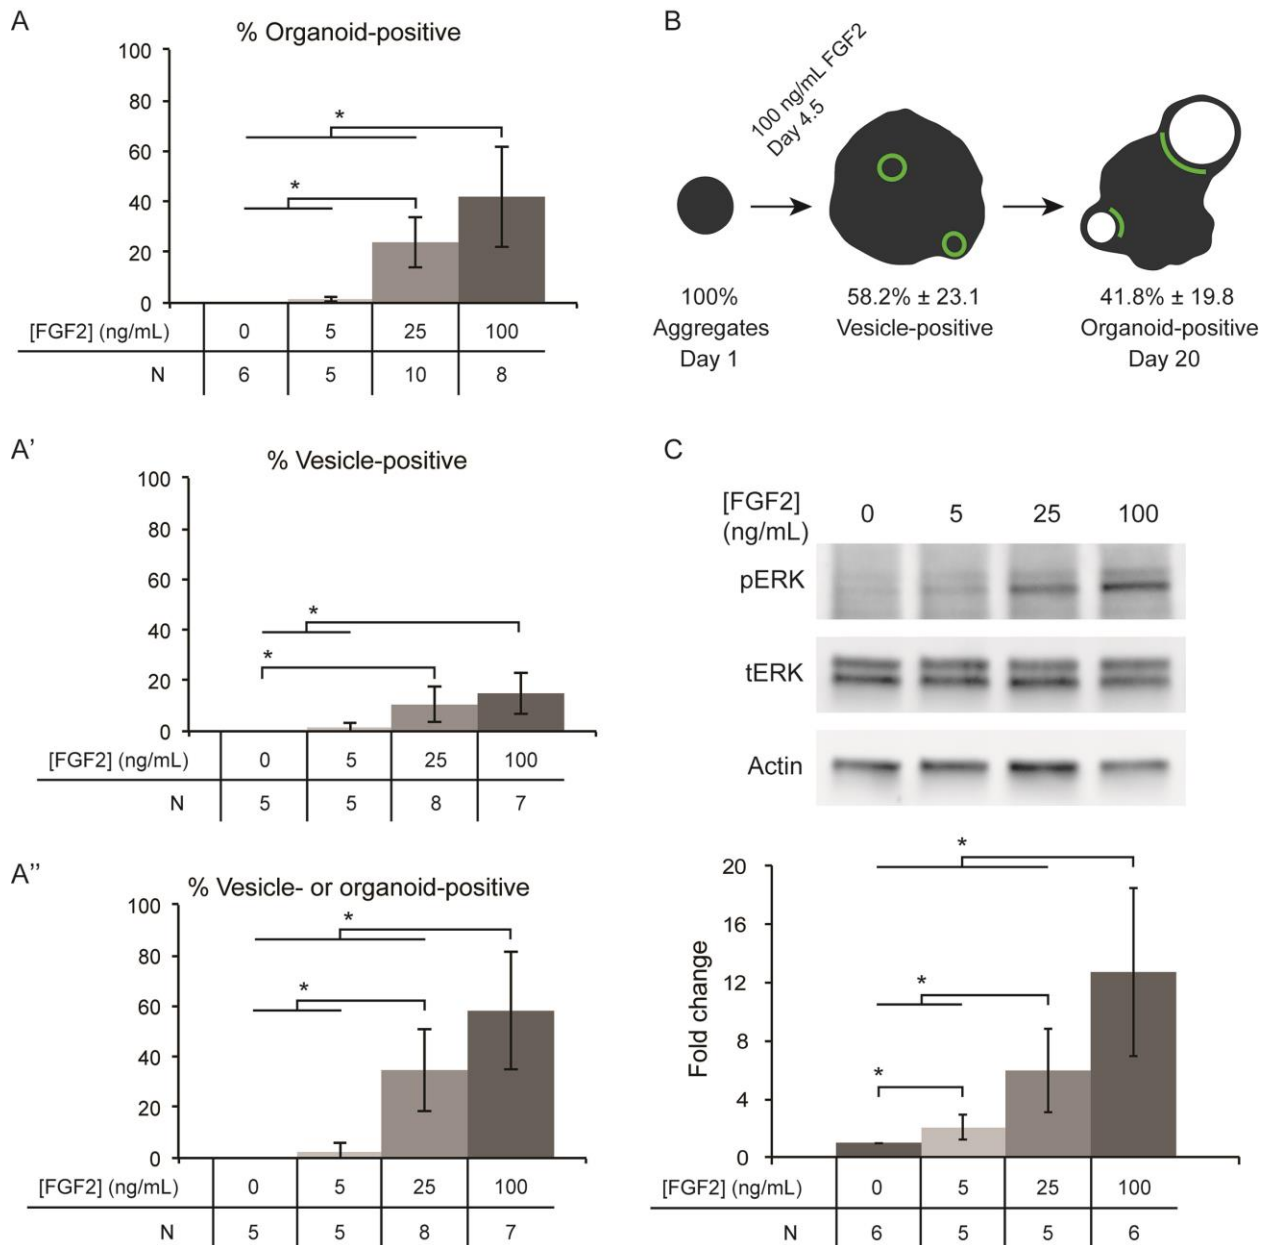 A
% Organoid-positive
100
80
60
40
20
0
*
*
[FGF2] (ng/mL) 0 5 25 100
N 6 5 10 8
B
100 ng/mL FGF2
Day 4.5
100%
Aggregates
Day 1
58.2% ± 23.1
Vesicle-positive
41.8% ± 19.8
Organoid-positive
Day 20
A'
% Vesicle-positive
100
80
60
40
20
0
*
*
[FGF2] (ng/mL) 0 5 25 100
N 5 5 8 7
A''
% Vesicle- or organoid-positive
100
80
60
40
20
0
*
*
[FGF2] (ng/mL) 0 5 25 100
N 5 5 8 7
C
[FGF2]
(ng/mL) 0 5 25 100
pERK
tERK
Actin
Fold change
20
16
12
8
4
0
*
*
*
[FGF2] (ng/mL) 0 5 25 100
N 6 5 5 6